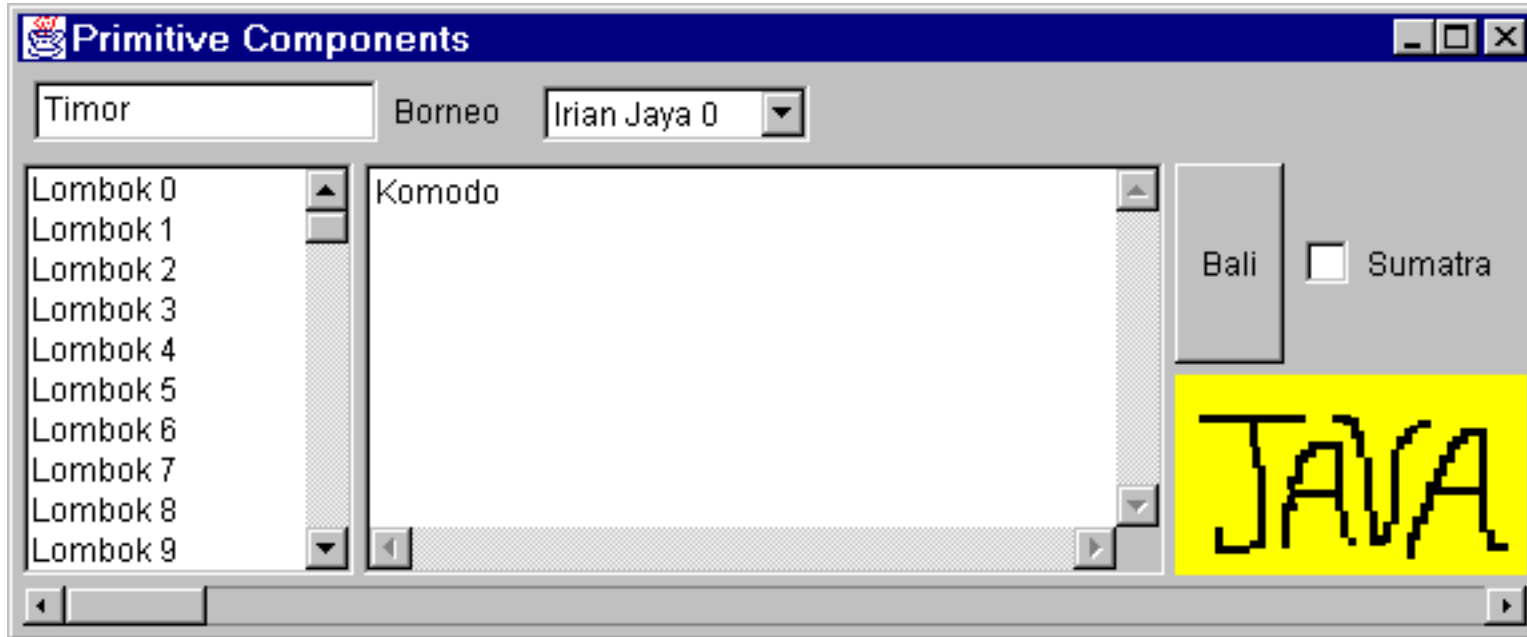 Primitive Components
Timor
Borneo
Irian Jaya 0
Lombok 0
Lombok 1
Lombok 2
Lombok 3
Lombok 4
Lombok 5
Lombok 6
Lombok 7
Lombok 8
Lombok 9
Komodo
Bali
Sumatra
JAVA